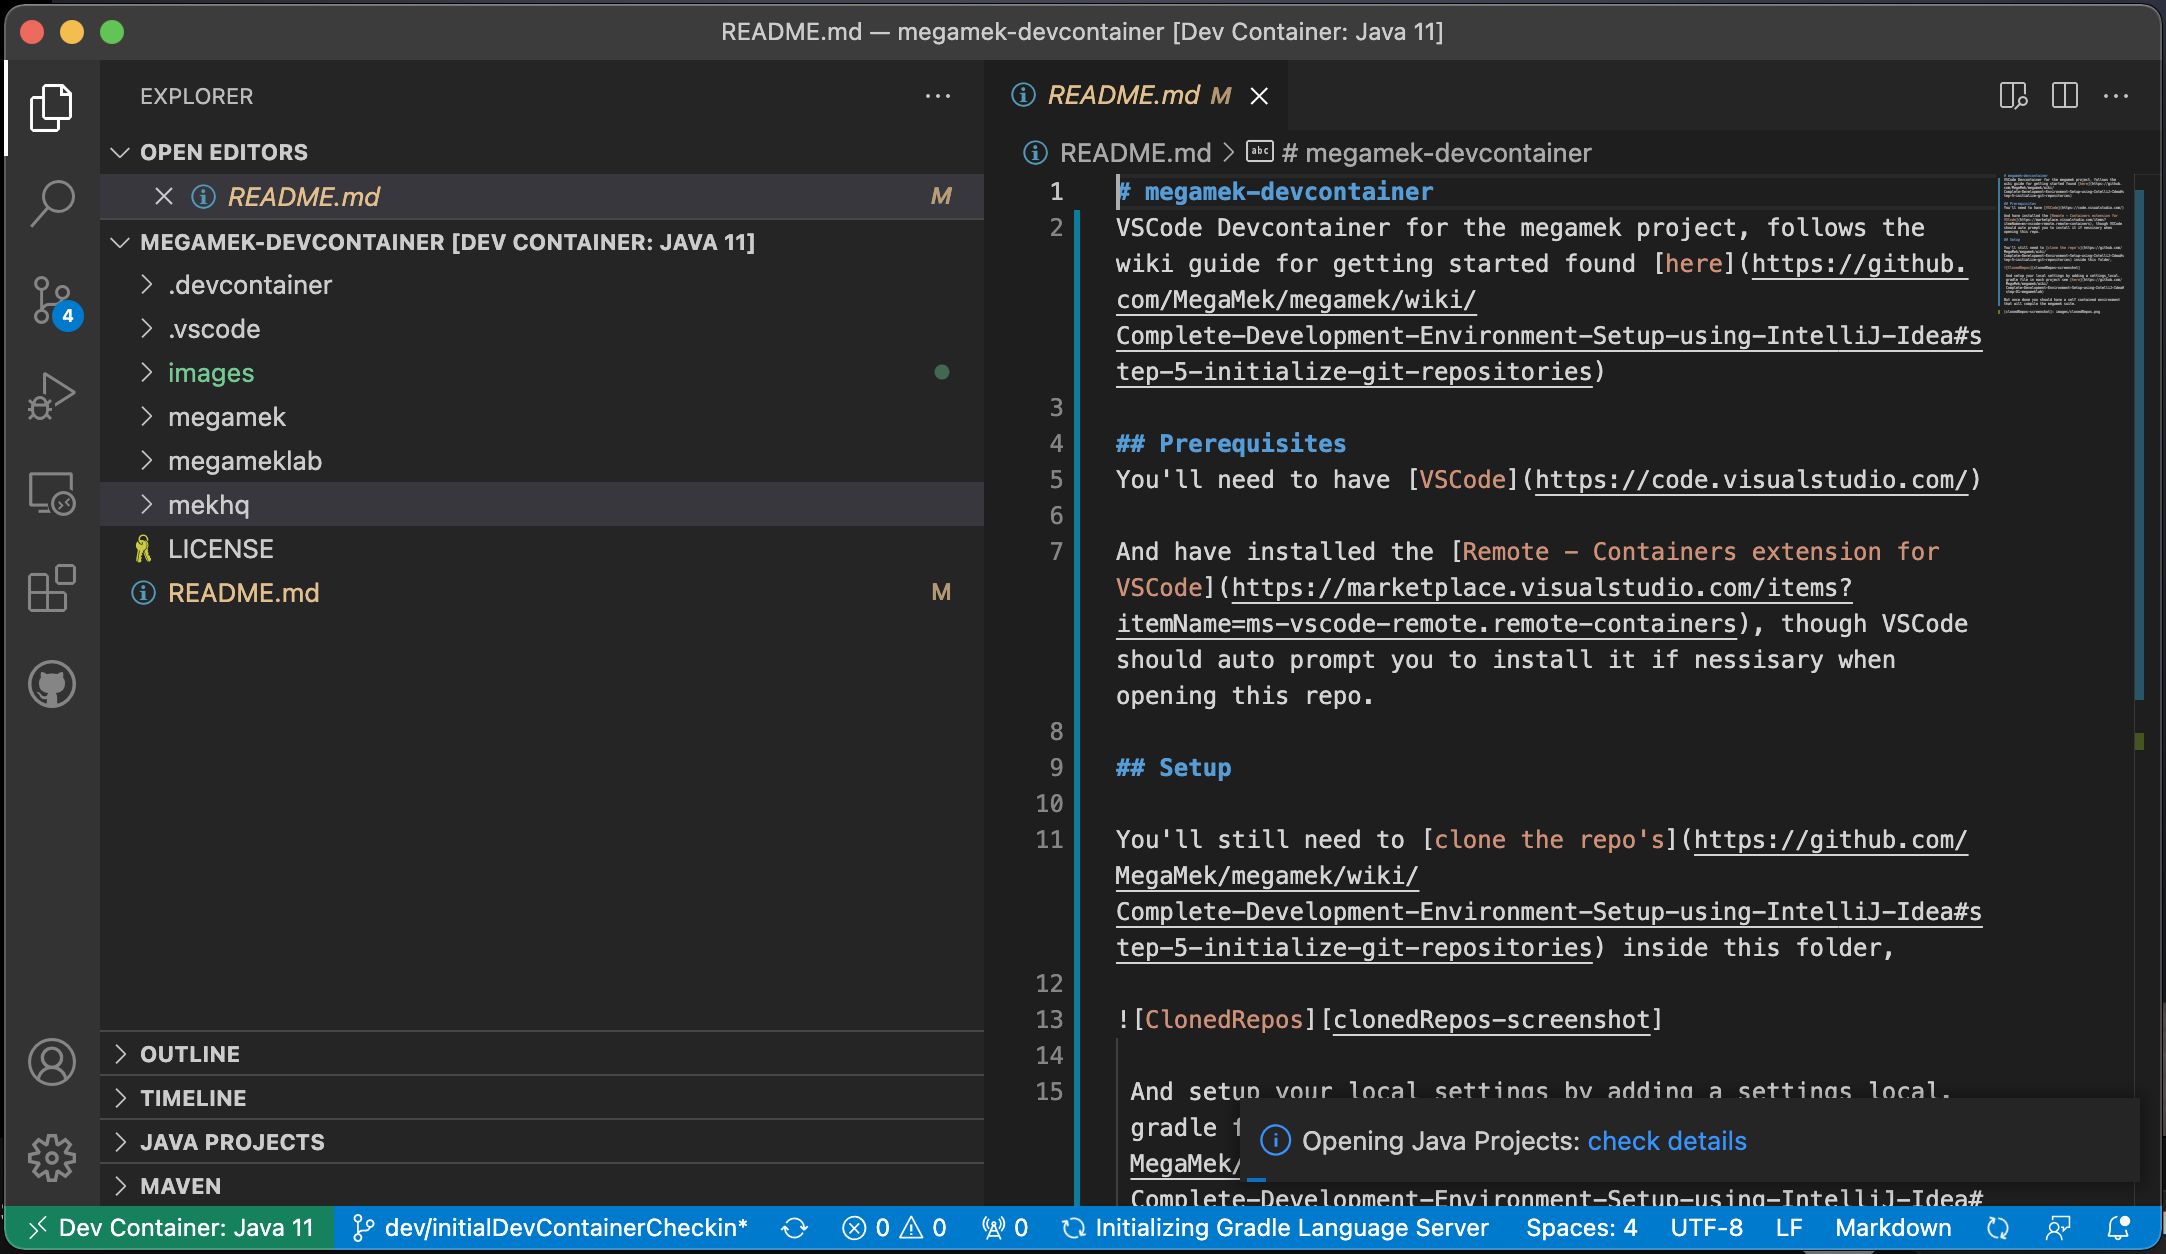 README.md — megamek-devcontainer [Dev Container: Java 11]
EXPLORER
OPEN EDITORS
README.md M
MEGAMEK-DEVCONTAINER [DEV CONTAINER: JAVA 11]
.devcontainer
.vscode
images
megamek
megameklab
mekhq
LICENSE
README.md M
OUTLINE
TIMELINE
JAVA PROJECTS
MAVEN
4
README.md M
README.md > abc # megamek-devcontainer
1 # megamek-devcontainer
2 VSCode Devcontainer for the megamek project, follows the
wiki guide for getting started found [here](https://github.
com/MegaMek/megamek/wiki/
Complete-Development-Environment-Setup-using-IntelliJ-Idea#s
tep-5-initialize-git-repositories)
3
4 ## Prerequisites
5 You'll need to have [VSCode](https://code.visualstudio.com/)
6
7 And have installed the [Remote - Containers extension for
VSCode](https://marketplace.visualstudio.com/items?
itemName=ms-vscode-remote.remote-containers), though VSCode
should auto prompt you to install it if nessisary when
opening this repo.
8
9 ## Setup
10
11 You'll still need to [clone the repo's](https://github.com/
MegaMek/megamek/wiki/
Complete-Development-Environment-Setup-using-IntelliJ-Idea#s
tep-5-initialize-git-repositories) inside this folder,
12
13 ![ClonedRepos][clonedRepos-screenshot]
14
15 And setup your local settings by adding a settings_local.
gradle
MegaMek/
Complete-Development-Environment-Setup-using-IntelliJ-Idea#
Opening Java Projects: check details
Dev Container: Java 11 dev/initialDevContainerCheckin* 0 0 0 Initializing Gradle Language Server Spaces: 4 UTF-8 LF Markdown